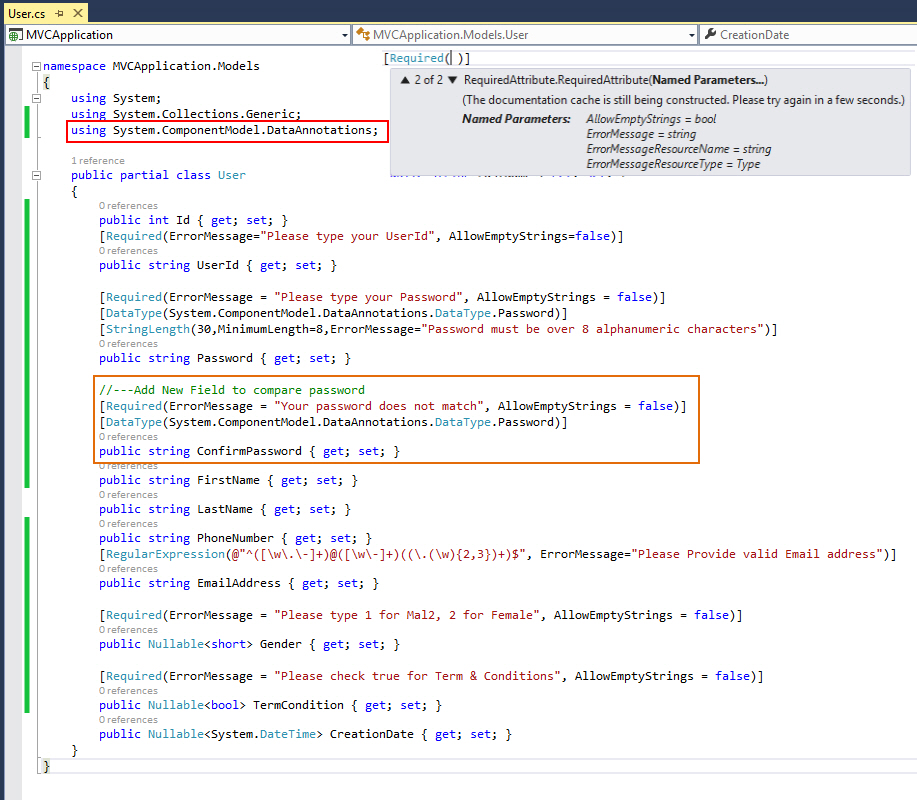 User.cs
MVCApplication
MVCApplication.Models.User
CreationDate
[Required( )]
2 of 2 RequiredAttribute.RequiredAttribute(Named Parameters...)
(The documentation cache is still being constructed. Please try again in a few seconds.)
Named Parameters: AllowEmptyStrings = bool
ErrorMessage = string
ErrorMessageResourceName = string
ErrorMessageResourceType = Type
namespace MVCApplication.Models
{
using System;
using System.Collections.Generic;
using System.ComponentModel.DataAnnotations;
1 reference
public partial class User
{
0 references
public int Id { get; set; }
[Required(ErrorMessage="Please type your UserId", AllowEmptyStrings=false)]
0 references
public string UserId { get; set; }
[Required(ErrorMessage = "Please type your Password", AllowEmptyStrings = false)]
[DataType(System.ComponentModel.DataAnnotations.DataType.Password)]
[StringLength(30,MinimumLength=8,ErrorMessage="Password must be over 8 alphanumeric characters")]
0 references
public string Password { get; set; }
//---Add New Field to compare password
[Required(ErrorMessage = "Your password does not match", AllowEmptyStrings = false)]
[DataType(System.ComponentModel.DataAnnotations.DataType.Password)]
0 references
public string ConfirmPassword { get; set; }
0 references
public string FirstName { get; set; }
0 references
public string LastName { get; set; }
0 references
public string PhoneNumber { get; set; }
[RegularExpression(@"^([\w\.\-]+)@([\w\-]+)((\.(\w){2,3})+)$", ErrorMessage="Please Provide valid Email address")]
0 references
public string EmailAddress { get; set; }
[Required(ErrorMessage = "Please type 1 for Mal2, 2 for Female", AllowEmptyStrings = false)]
0 references
public Nullable<short> Gender { get; set; }
[Required(ErrorMessage = "Please check true for Term & Conditions", AllowEmptyStrings = false)]
0 references
public Nullable<bool> TermCondition { get; set; }
0 references
public Nullable<System.DateTime> CreationDate { get; set; }
}
}